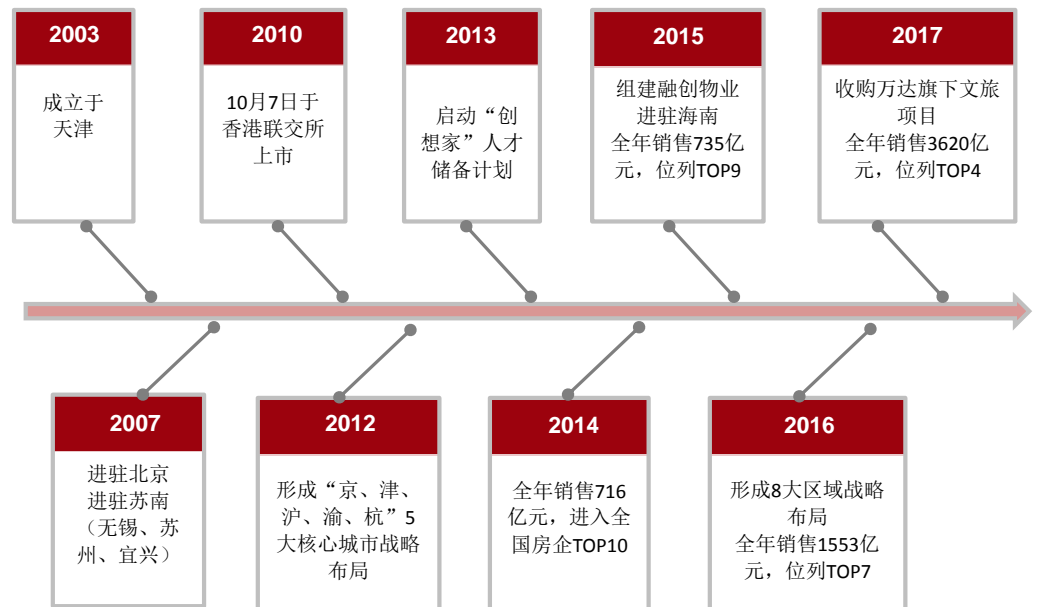 2003
成立于
天津
2010
10月7日于
香港联交所
上市
2013
启动“创
想家”人才
储备计划
2015
组建融创物业
进驻海南
全年销售735亿
元，位列TOP9
2017
收购万达旗下文旅
项目
全年销售3620亿
元，位列TOP4
2007
进驻北京
进驻苏南
（无锡、苏
州、宜兴）
2012
形成“京、津、
沪、渝、杭”5
大核心城市战略
布局
2014
全年销售716
亿元，进入全
国房企TOP10
2016
形成8大区域战略
布局
全年销售1553亿
元，位列TOP7